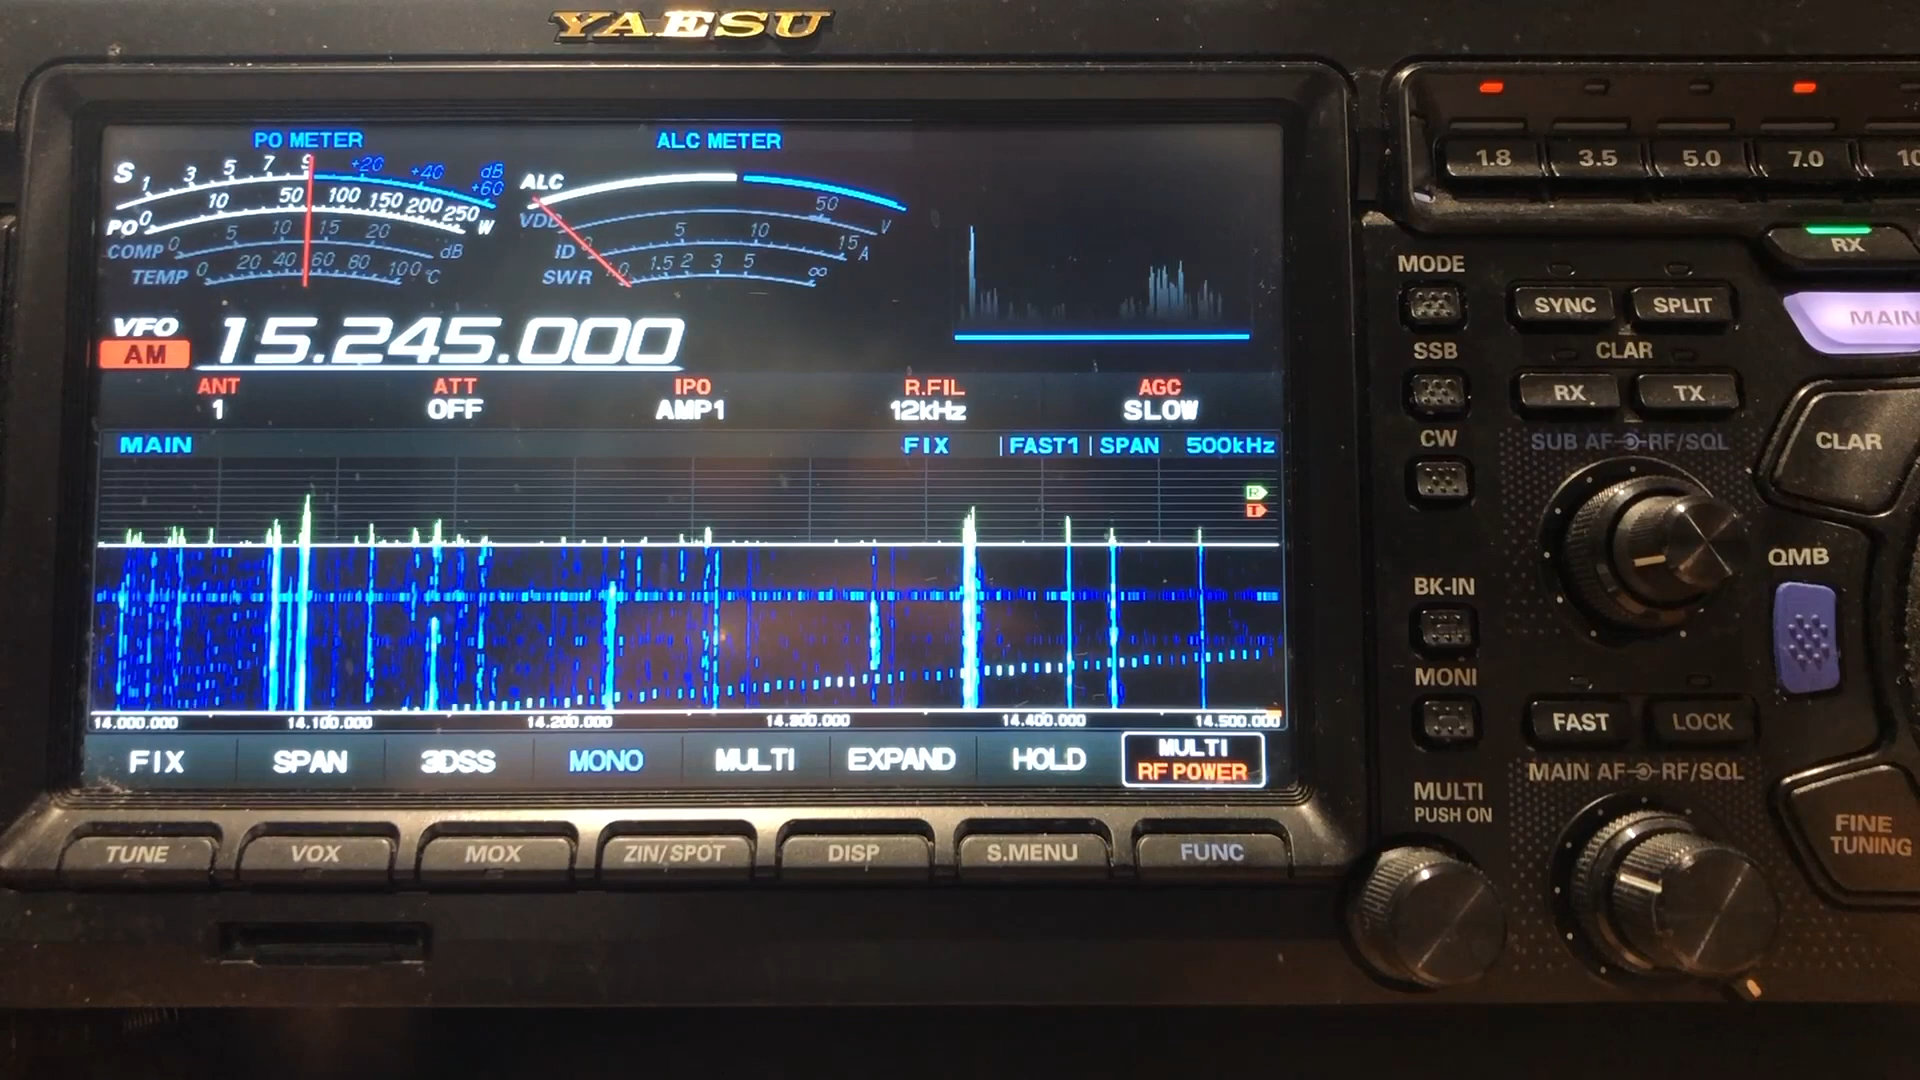 YAESU
PO METER
ALC METER
S 1 3 5 7 9 +20 +40 +60 dB
PO 0 10 50 100 150 200 250 W
COMP 0 5 10 15 20 dB
TEMP 0 20 40 60 80 100 °C
ALC
VDD 50 V
ID 0 5 10 15 A
SWR 1.0 1.5 2 3 5 ∞
VFO
AM
15.245.000
ANT
1
ATT
OFF
IPO
AMP1
R.FIL
12kHz
AGC
SLOW
MAIN FIX | FAST1 | SPAN 500kHz
R
T
14.000.000 14.100.000 14.200.000 14.300.000 14.400.000 14.500.000
FIX SPAN 3DSS MONO MULTI EXPAND HOLD
MULTI
RF POWER
TUNE VOX MOX ZIN/SPOT DISP S.MENU FUNC
1.8 3.5 5.0 7.0 10
RX
MODE
SYNC SPLIT
MAIN
SSB
CLAR
RX TX
CW
SUB AF RF/SQL
CLAR
QMB
BK-IN
MONI
FAST LOCK
MAIN AF RF/SQL
MULTI
PUSH ON
FINE
TUNING